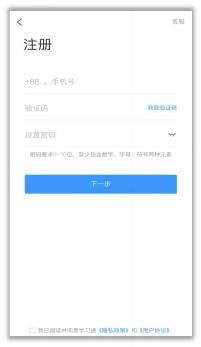 客服
注册
+86 手机号
验证码 获取验证码
设置密码
密码要求8-16位，至少包含数字、字母、符号两种元素
下一步
我已阅读并同意学习通《隐私政策》和《用户协议》